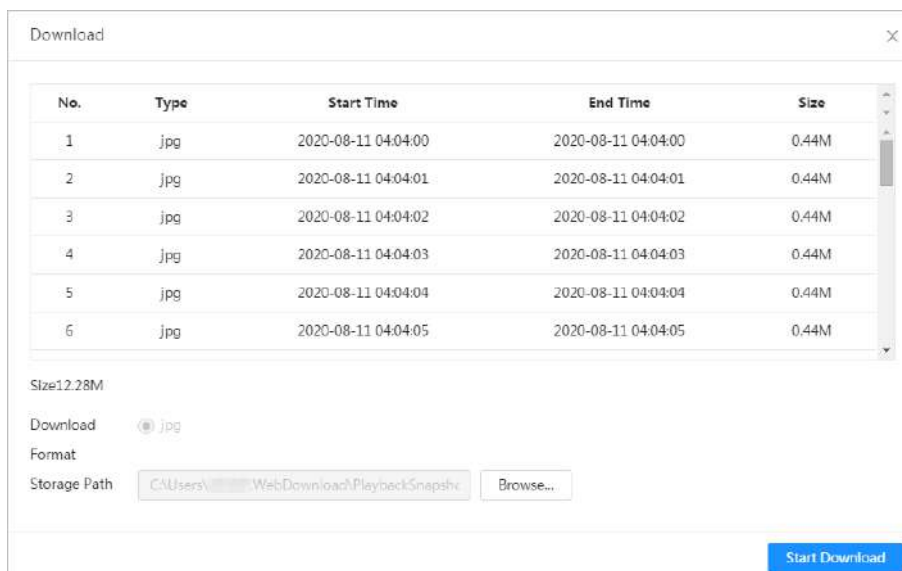 Download
No. Type Start Time End Time Size
1 jpg 2020-08-11 04:04:00 2020-08-11 04:04:00 0.44M
2 jpg 2020-08-11 04:04:01 2020-08-11 04:04:01 0.44M
3 jpg 2020-08-11 04:04:02 2020-08-11 04:04:02 0.44M
4 jpg 2020-08-11 04:04:03 2020-08-11 04:04:03 0.44M
5 jpg 2020-08-11 04:04:04 2020-08-11 04:04:04 0.44M
6 jpg 2020-08-11 04:04:05 2020-08-11 04:04:05 0.44M
Size12.28M
Download jpg
Format
Storage Path C:\Users\ WebDownload\PlaybackSnapsh Browse...
Start Download